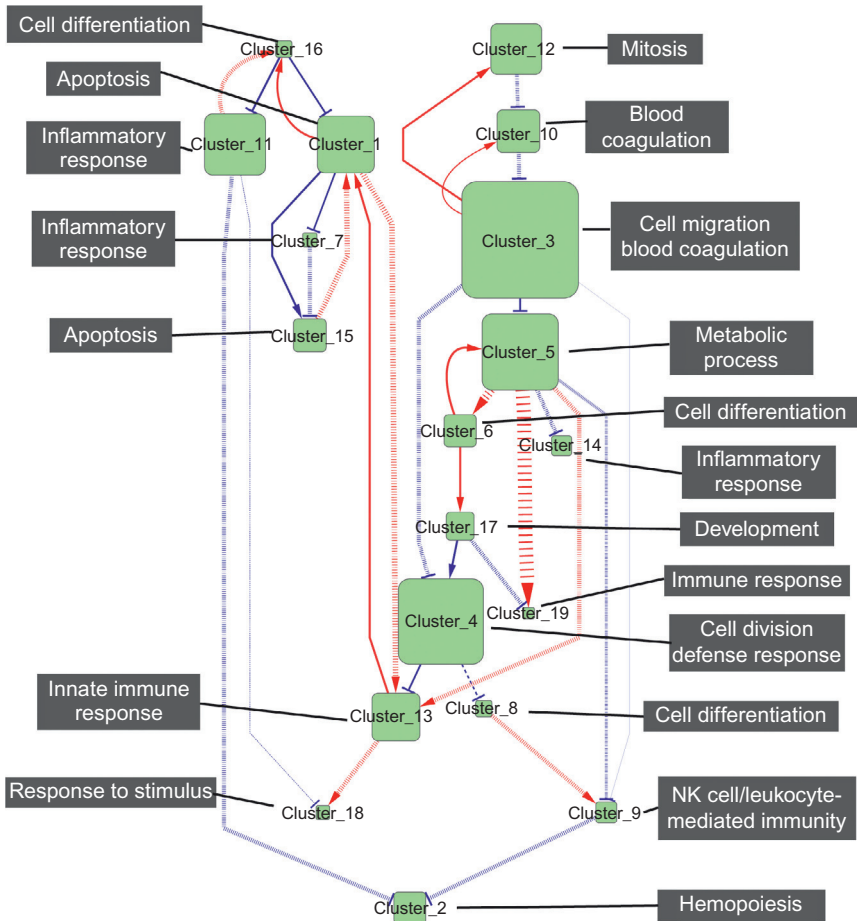 Cell differentiation
Cluster_16
Cluster_12
Mitosis
Apoptosis
Inflammatory
response
Cluster_11
Cluster_1
Cluster_10
Blood
coagulation
Inflammatory
response
Cluster_7
Cluster_3
Cell migration
blood coagulation
Apoptosis
Cluster_15
Cluster_5
Metabolic
process
Cluster_6
Cell differentiation
Cluster_14
Inflammatory
response
Cluster_17
Development
Cluster_19
Immune response
Cluster_4
Cell division
defense response
Innate immune
response
Cluster_13
Cluster_8
Cell differentiation
Response to stimulus
Cluster_18
Cluster_9
NK cell/leukocyte-
mediated immunity
Cluster_2
Hemopoiesis